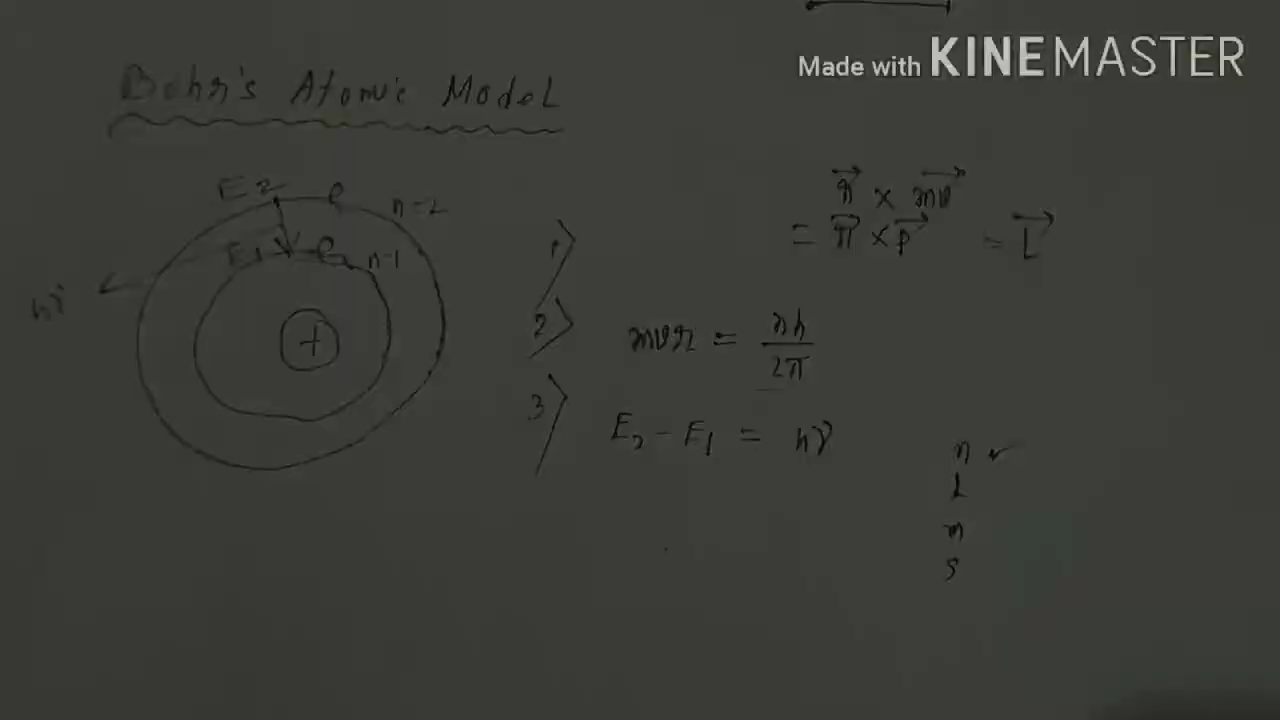 Made with KINEMASTER
Bohr's Atomic Model
E2
n=2
E1
n=1
hν
+
r⃗ × mv⃗
= r⃗ × p⃗ = L⃗
1>
2> mvr = nh/2π
3> E₂ - E₁ = hν
n ✓
l
m
s